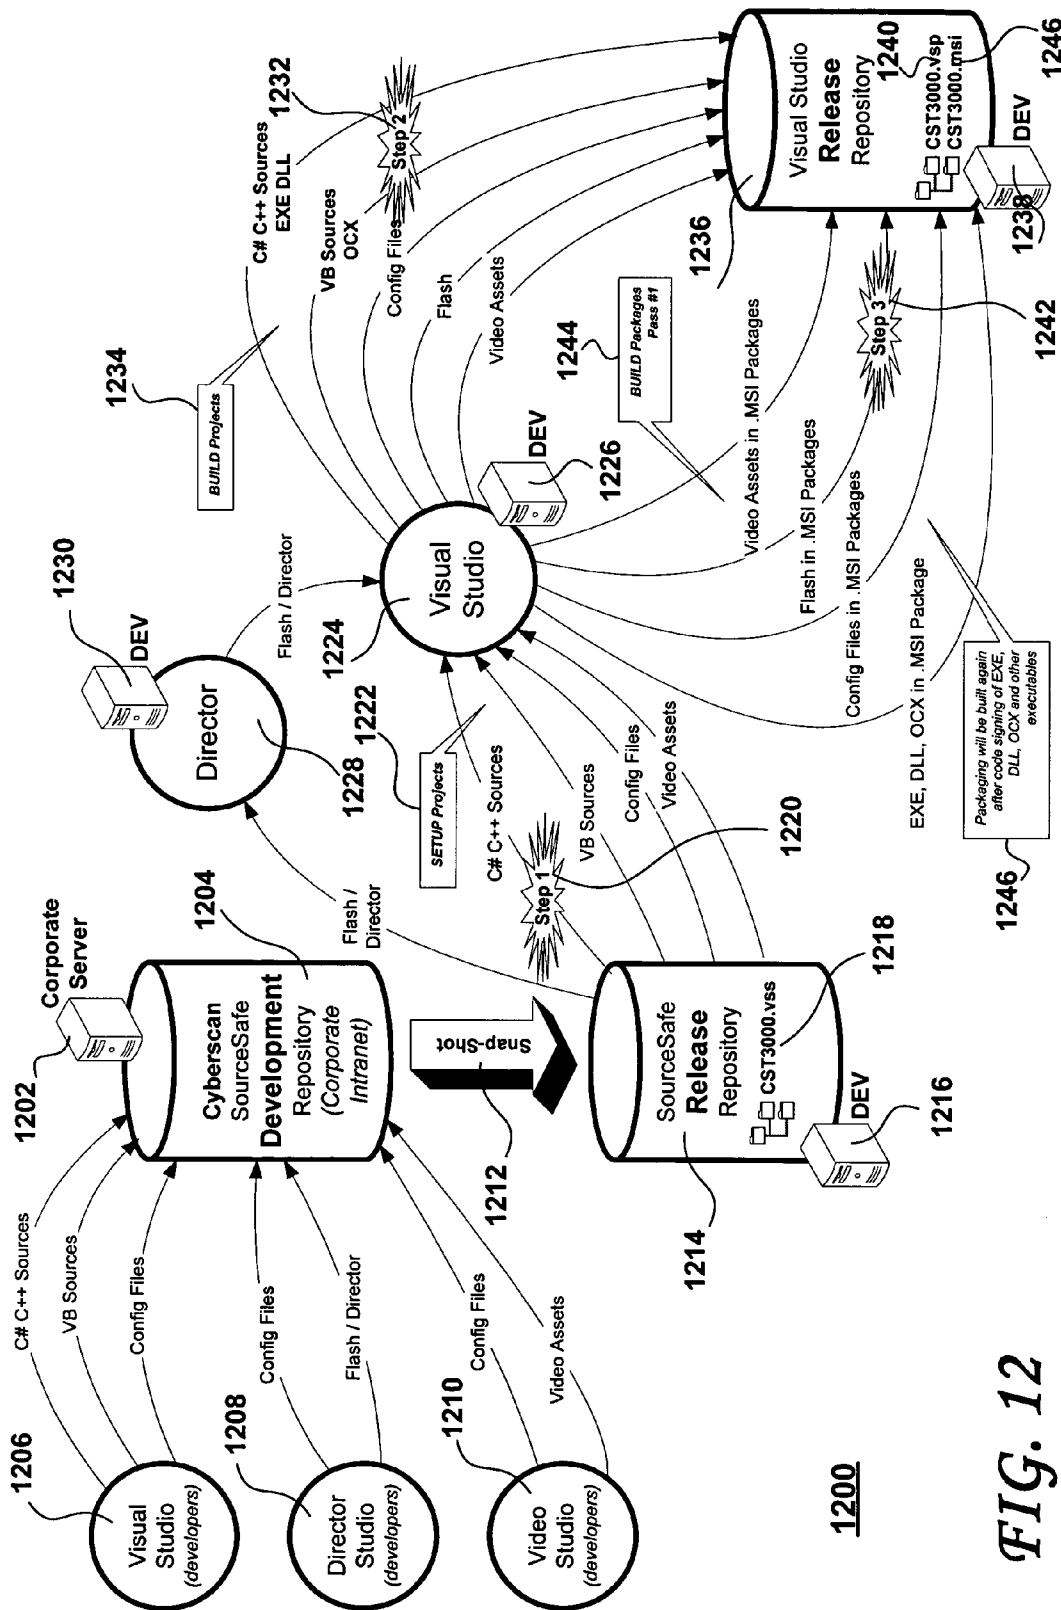 1206
Visual
Studio
(developers)
C# C++ Sources
VB Sources
Config Files
1208
Director
Studio
(developers)
Config Files
Flash / Director
1210
Video
Studio
(developers)
Config Files
Video Assets
1202
Corporate
Server
Cyberscan
SourceSafe
Development
Repository
(Corporate
Intranet)
1204
1212
Snap-Shot
1214
SourceSafe
Release
Repository
CST3000.vss
1218
DEV
1216
Flash /
Director
Director
DEV
1230
1228
Flash / Director
1222
SETUP Projects
Step 1
1220
C# C++ Sources
VB Sources
Config Files
Video Assets
1224
Visual
Studio
DEV
1226
1234
BUILD Projects
C# C++ Sources
EXE DLL
VB Sources
OCX
Config Files
Flash
Video Assets
Step 2
1232
1244
BUILD Packages
Pass #1
Video Assets in .MSI Packages
Flash in .MSI Packages
Config Files in .MSI Packages
EXE, DLL, OCX in .MSI Package
Step 3
1242
Packaging will be built again
after code signing of EXE,
DLL, OCX and other
executables
1246
1236
Visual Studio
Release
Repository
1240
CST3000.vsp
CST3000.msi
1246
DEV
1238
1200
FIG. 12